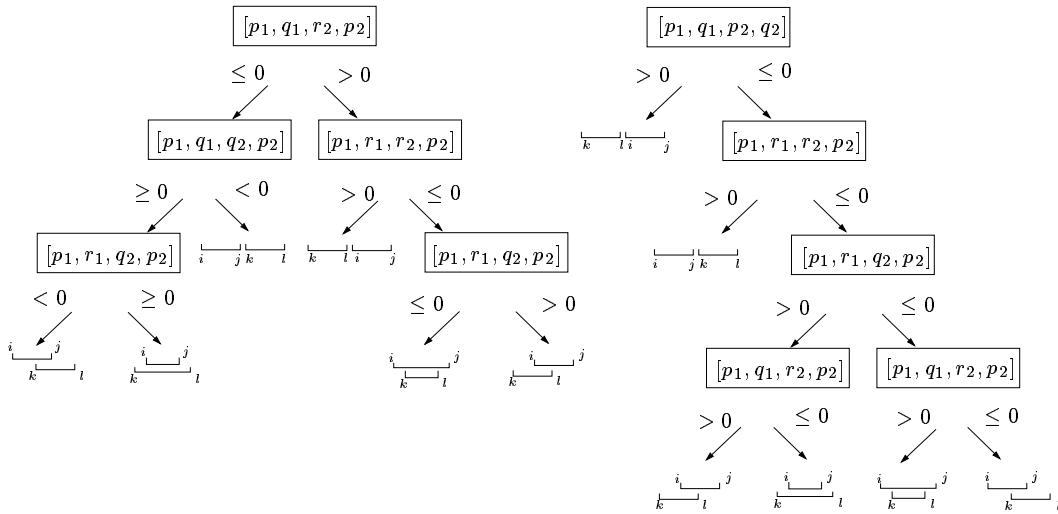 [p₁, q₁, r₂, p₂]
≤ 0 > 0
[p₁, q₁, q₂, p₂] [p₁, r₁, r₂, p₂]
≥ 0 < 0 > 0 ≤ 0
[p₁, r₁, q₂, p₂] i j k l k l i j [p₁, r₁, q₂, p₂]
< 0 ≥ 0 ≤ 0 > 0
i j i j i j i j
k l k l k l k l
[p₁, q₁, p₂, q₂]
> 0 ≤ 0
k l i j [p₁, r₁, r₂, p₂]
> 0 ≤ 0
i j k l [p₁, r₁, q₂, p₂]
> 0 ≤ 0
[p₁, q₁, r₂, p₂] [p₁, q₁, r₂, p₂]
> 0 ≤ 0 > 0 ≤ 0
i j i j i j i j
k l k l k l k l